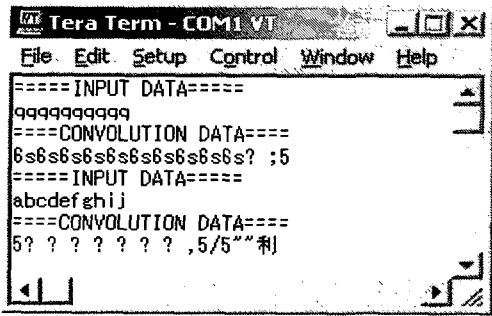 Tera Term - COM1 VT
File Edit Setup Control Window Help
=====INPUT DATA=====
qqqqqqqqqq
====CONVOLUTION DATA====
6s6s6s6s6s6s6s6s6s6s? ;5
=====INPUT DATA=====
abcdefghij
====CONVOLUTION DATA====
5? ? ? ? ? ? ? ,5/5~~利